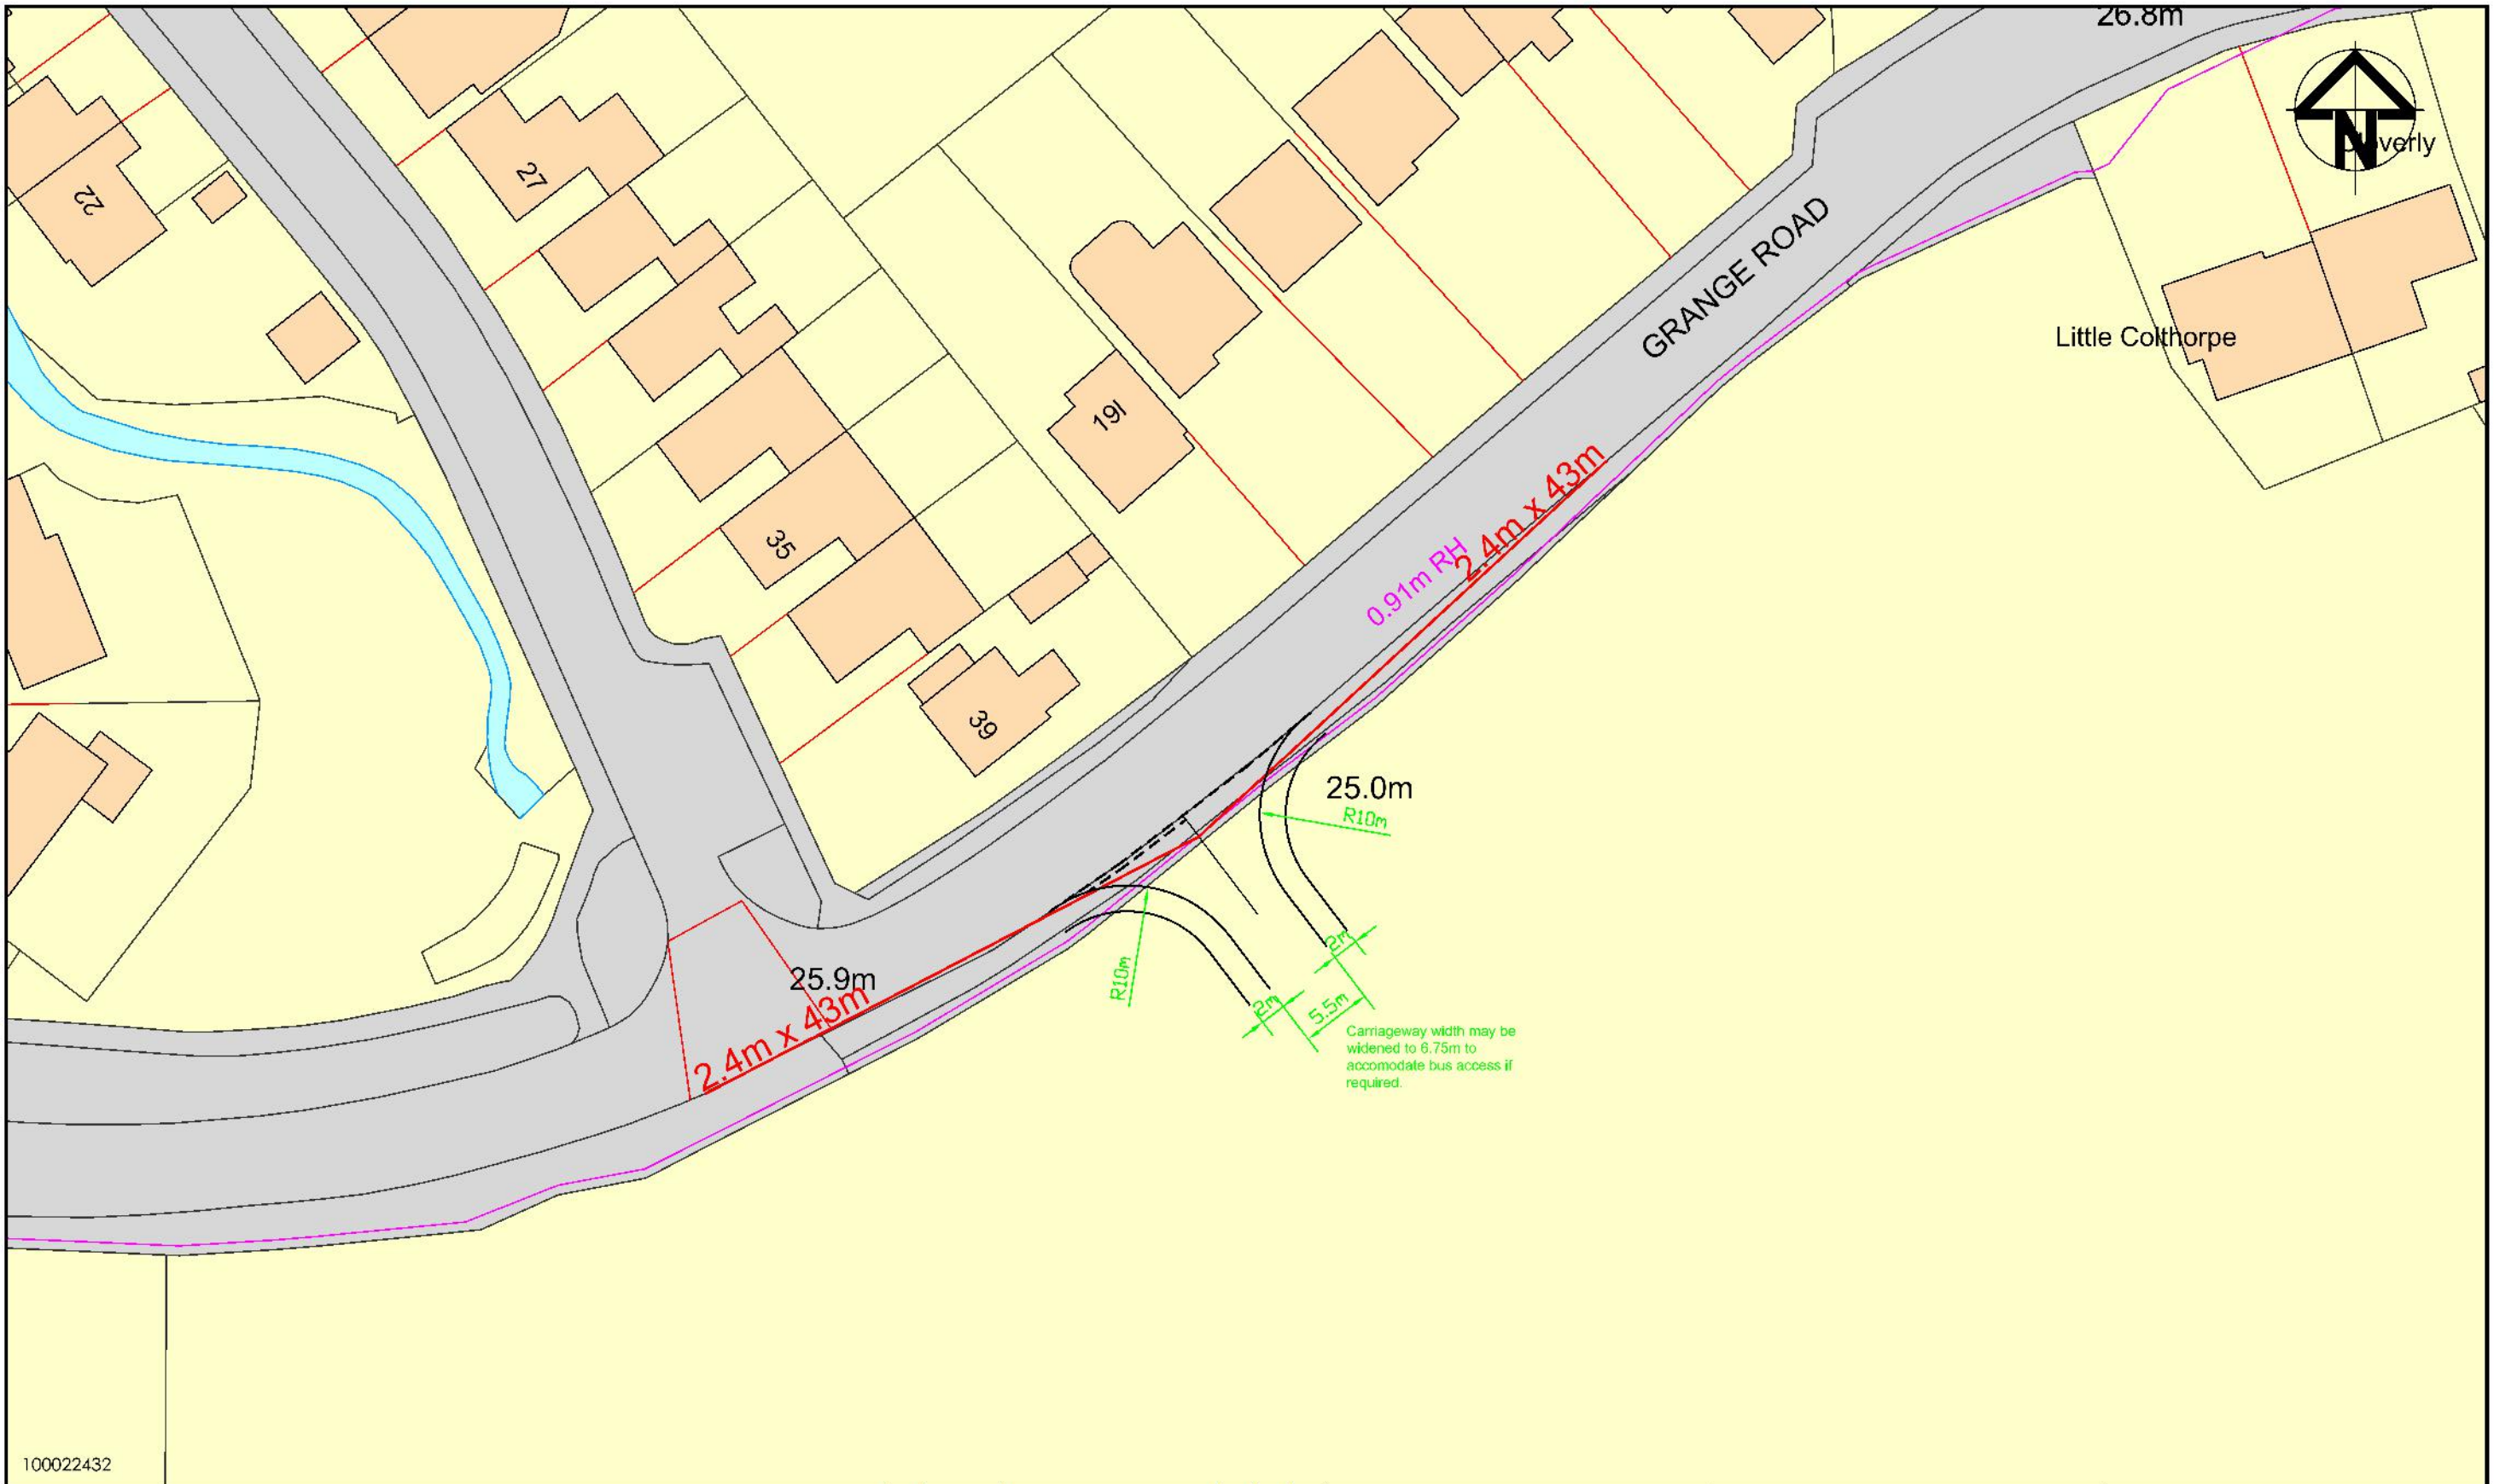 26.8m
N
verly
22
27
GRANGE ROAD
Little Colthorpe
19
35
0.91m RH
2.4m x 43m
39
25.0m
R10m
2m
25.9m
R10m
2.4m x 43m
2m
5.5m
Carriageway width may be
widened to 6.75m to
accomodate bus access if
required.
100022432